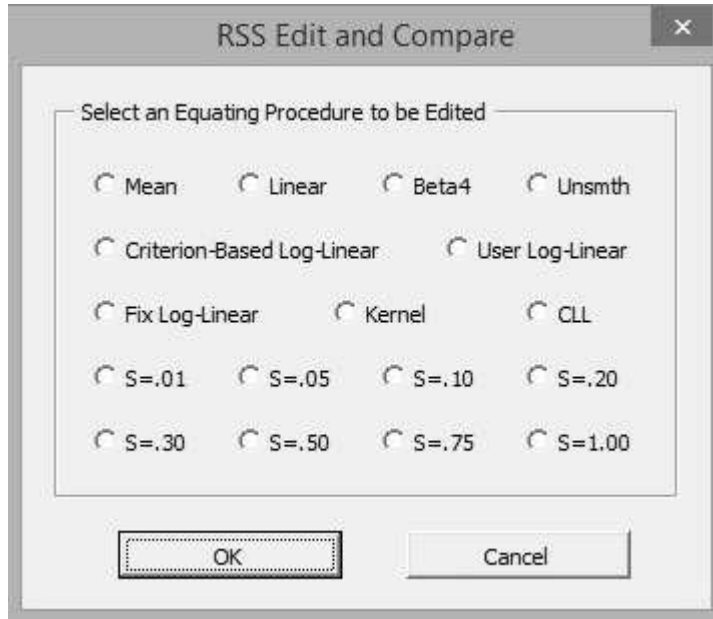 RSS Edit and Compare
Select an Equating Procedure to be Edited
Mean Linear Beta4 Unsmth
Criterion-Based Log-Linear User Log-Linear
Fix Log-Linear Kernel CLL
S=.01 S=.05 S=.10 S=.20
S=.30 S=.50 S=.75 S=1.00
OK Cancel